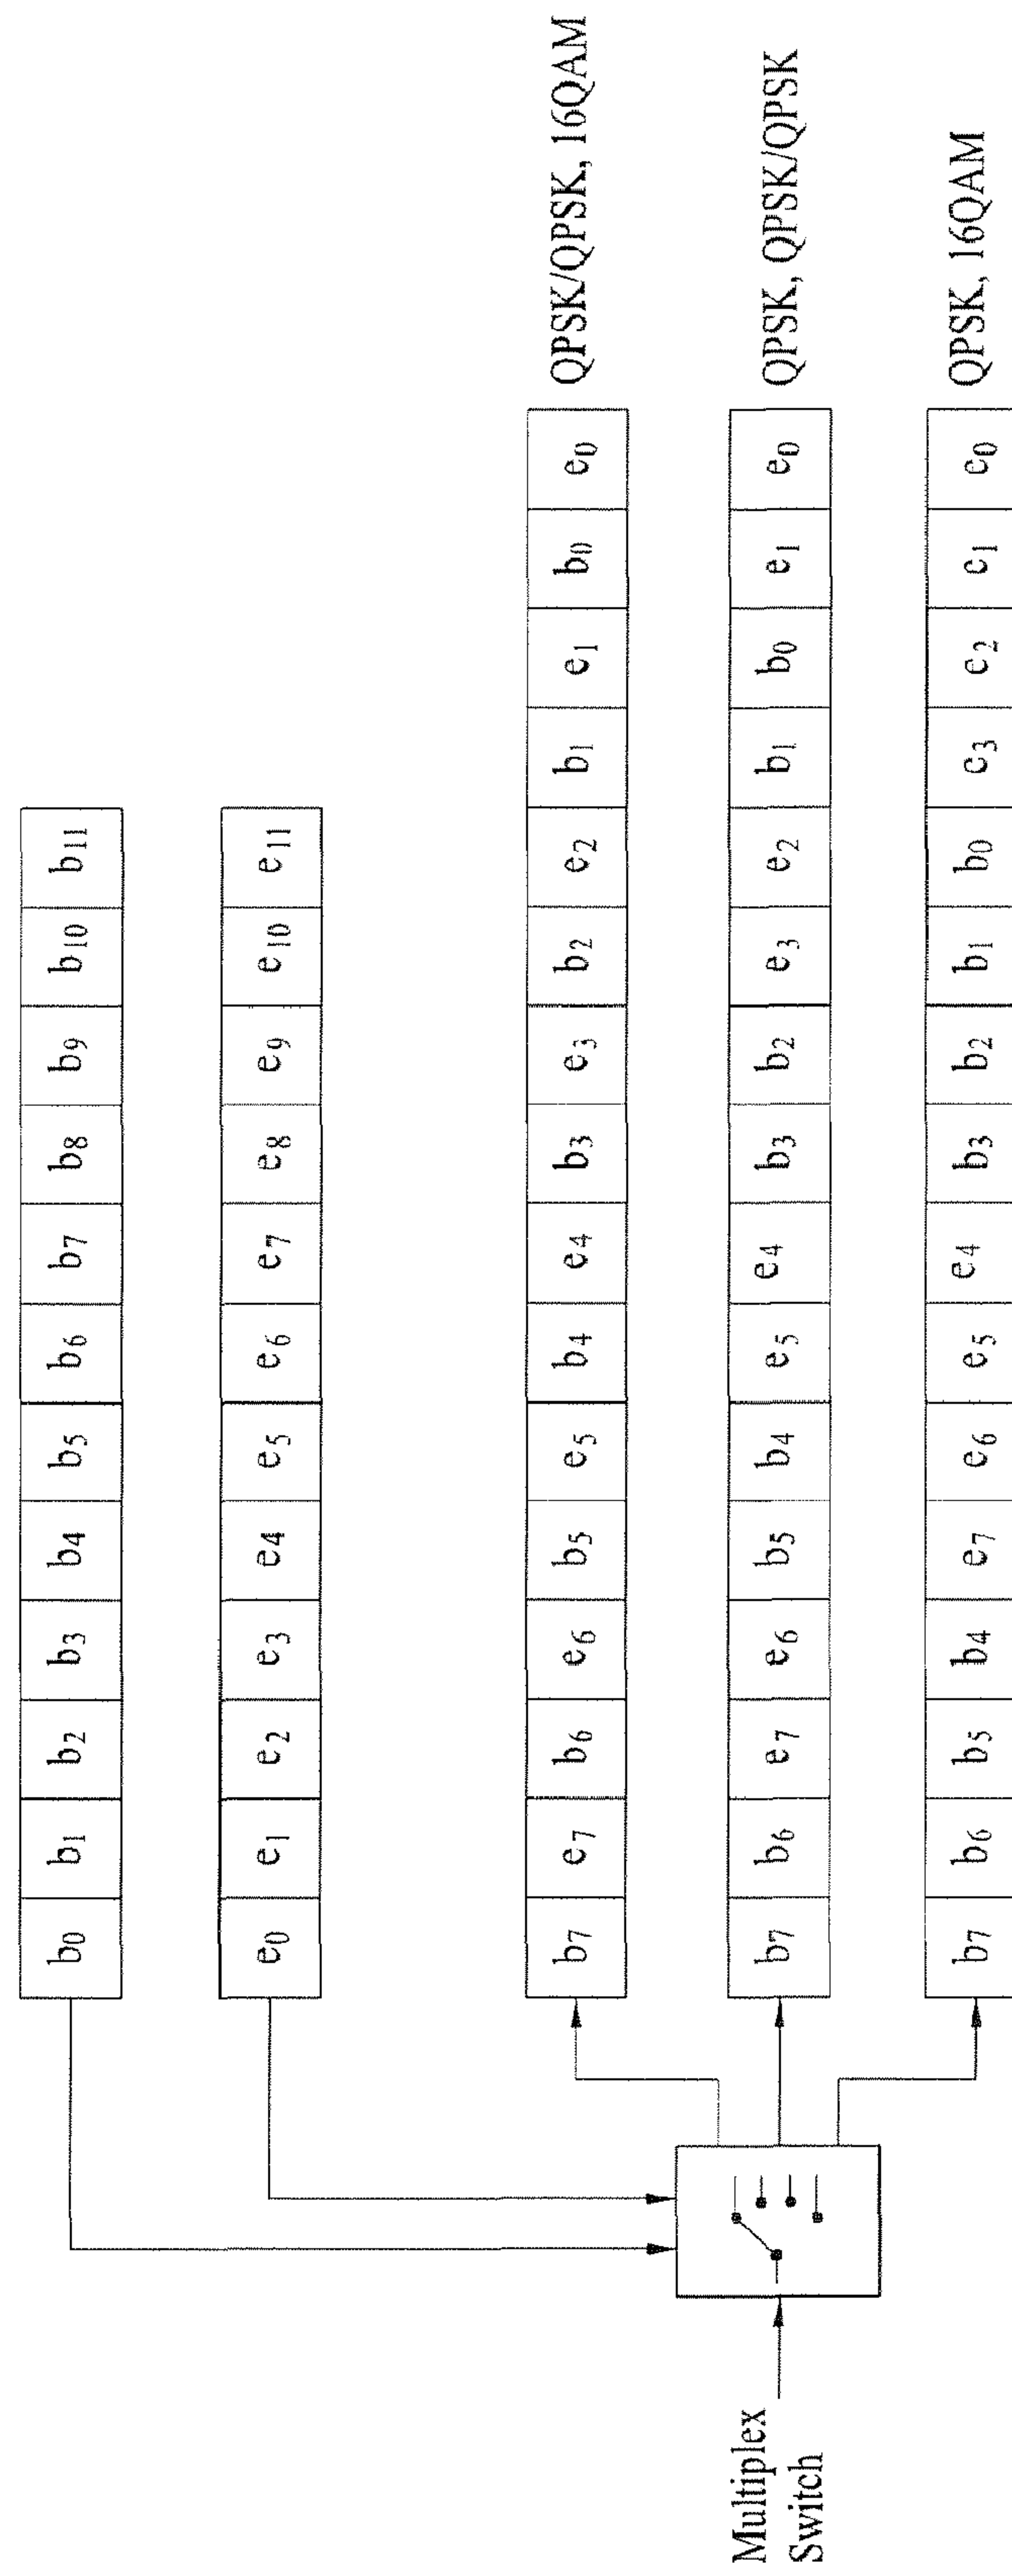 b0 b1 b2 b3 b4 b5 b6 b7 b8 b9 b10 b11
e0 e1 e2 e3 e4 e5 e6 e7 e8 e9 e10 e11
b7 e7 b6 e6 b5 e5 b4 e4 b3 e3 b2 e2 b1 e1 b0 e0 QPSK/QPSK, 16QAM
Multiplex
Switch
b7 b6 e7 e6 b5 b4 e5 e4 b3 b2 e3 e2 b1 b0 e1 e0 QPSK, QPSK/QPSK
b7 b6 b5 b4 e7 e6 e5 e4 b3 b2 b1 b0 e3 e2 e1 e0 QPSK, 16QAM